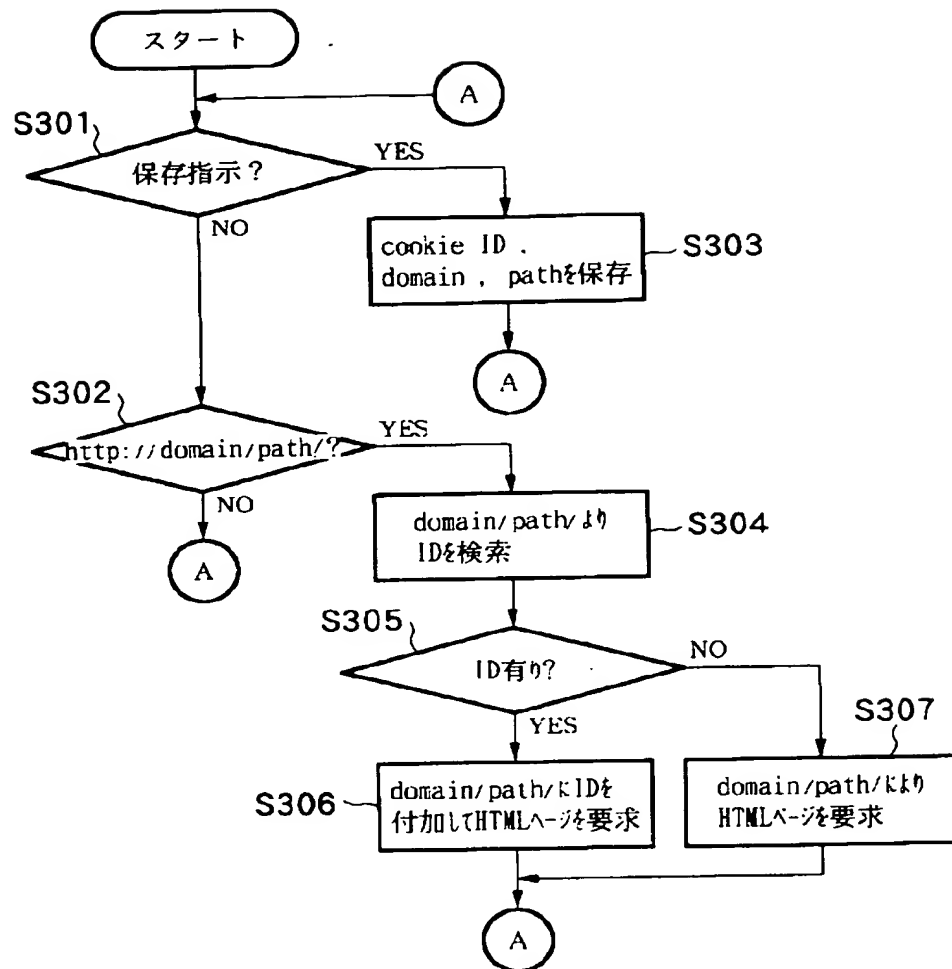 スタート
A
S301
保存指示?
YES
NO
cookie ID ,
domain , pathを保存
S303
A
S302
http://domain/path/?
YES
NO
A
domain/path/より
IDを検索
S304
S305
ID有り?
NO
YES
S307
S306
domain/path/にIDを
付加してHTMLページを要求
domain/path/により
HTMLページを要求
A